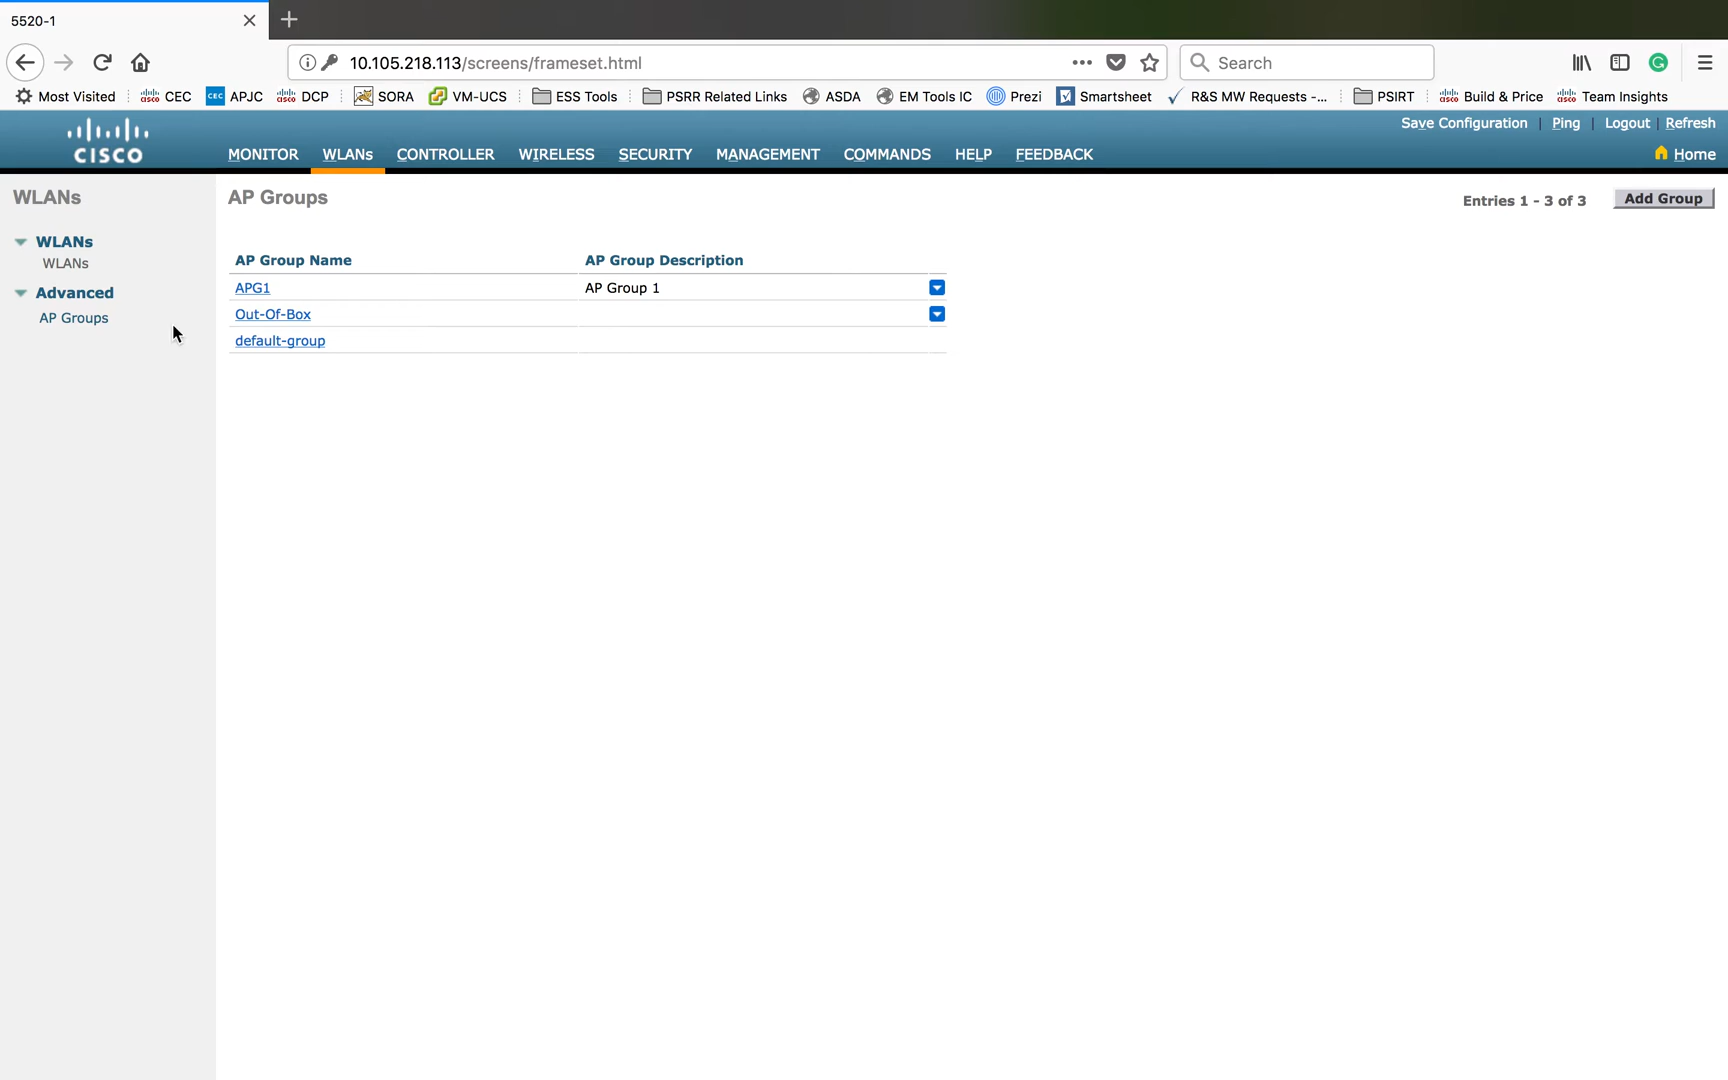 5520-1
10.105.218.113/screens/frameset.html
Search
Most Visited CEC CEC APJC DCP SORA VM-UCS ESS Tools PSRR Related Links ASDA EM Tools IC Prezi Smartsheet R&S MW Requests -... PSIRT Build & Price Team Insights
Save Configuration | Ping | Logout | Refresh
CISCO
MONITOR WLANs CONTROLLER WIRELESS SECURITY MANAGEMENT COMMANDS HELP FEEDBACK Home
WLANs
WLANs
WLANs
Advanced
AP Groups
AP Groups
Entries 1 - 3 of 3 Add Group
AP Group Name AP Group Description
APG1 AP Group 1
Out-Of-Box
default-group